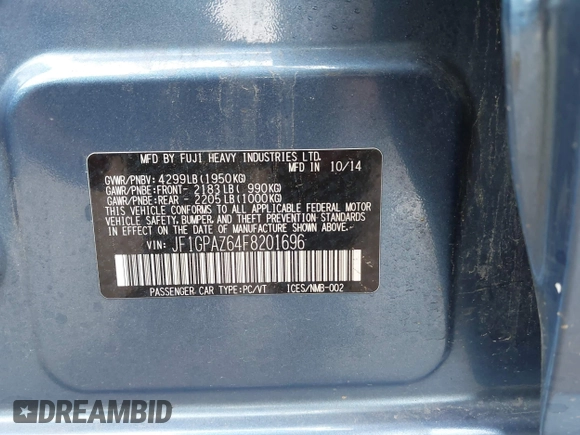 MFD BY FUJI HEAVY INDUSTRIES LTD.
MADE IN 10/14
GVWR/PNBV: 4299LB(1950KG)
GAWR/PNBE:FRONT- 2183LB( 990KG)
GAWR/PNBE:REAR - 2205LB(1000KG)
THIS VEHICLE CONFORMS TO ALL APPLICABLE FEDERAL MOTOR
VEHICLE SAFETY, BUMPER, AND THEFT PREVENTION STANDARDS
IN EFFECT ON THE DATE OF MANUFACTURE SHOWN ABOVE.
VIN: JF1GPAZ64F8201696
PASSENGER CAR TYPE:PC/VT ICES/NMB-002
DREAMBID